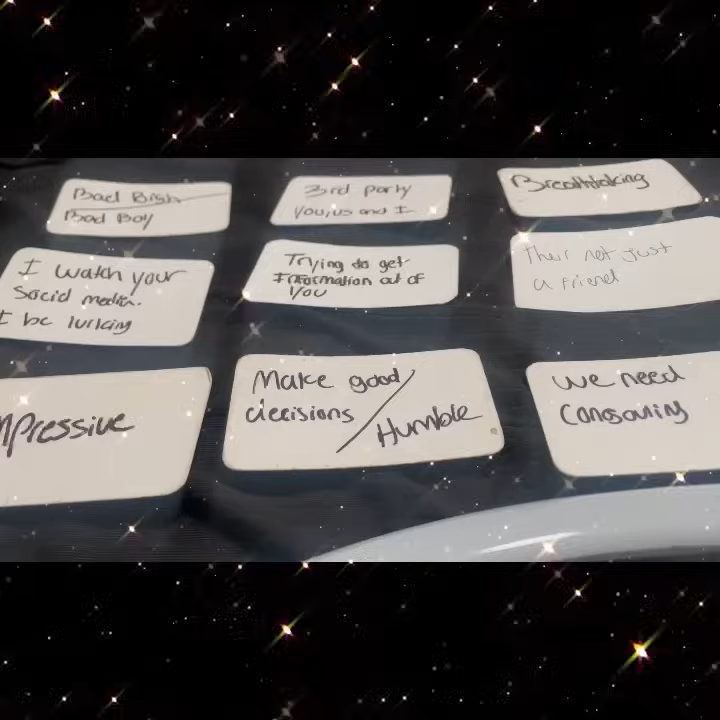 Bad Bish
Bad Boy
3rd party
You, us and I
Breathtaking
I watch your
Social media.
I be lurking
Trying to get
Information out of
You
Their not just
a friend
mpressive
Make good
decisions /
Humble
We need
Consouling